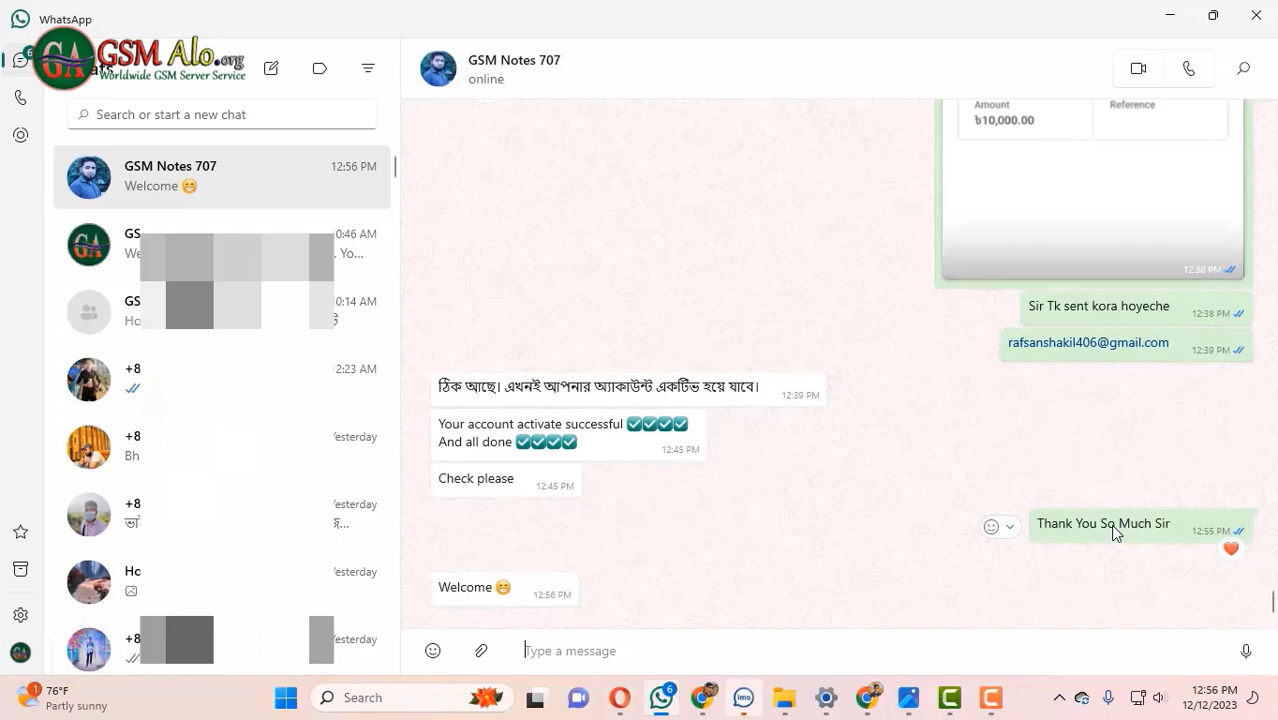 WhatsApp
GSM Alo.org
Worldwide GSM Server Service
GA
6
Search or start a new chat
GSM Notes 707
12:56 PM
Welcome 😁
GS
0:46 AM
We
Yo...
GS
0:14 AM
Ho
+8
12:23 AM
+8
Yesterday
Bh
+8
Yesterday
ভাই
Ho
Yesterday
+8
Yesterday
GSM Notes 707
online
Amount
Reference
৳10,000.00
12:38 PM
Sir Tk sent kora hoyeche
12:38 PM
rafsanshakil406@gmail.com
12:39 PM
ঠিক আছে। এখনই আপনার অ্যাকাউন্ট একটিভ হয়ে যাবে।
12:39 PM
Your account activate successful ☑☑☑☑
And all done ☑☑☑☑
12:45 PM
Check please
12:45 PM
Thank You So Much Sir
12:55 PM
Welcome 😁
12:56 PM
Type a message
1
76°F
Partly sunny
Search
6
imo
12:56 PM
12/12/2023